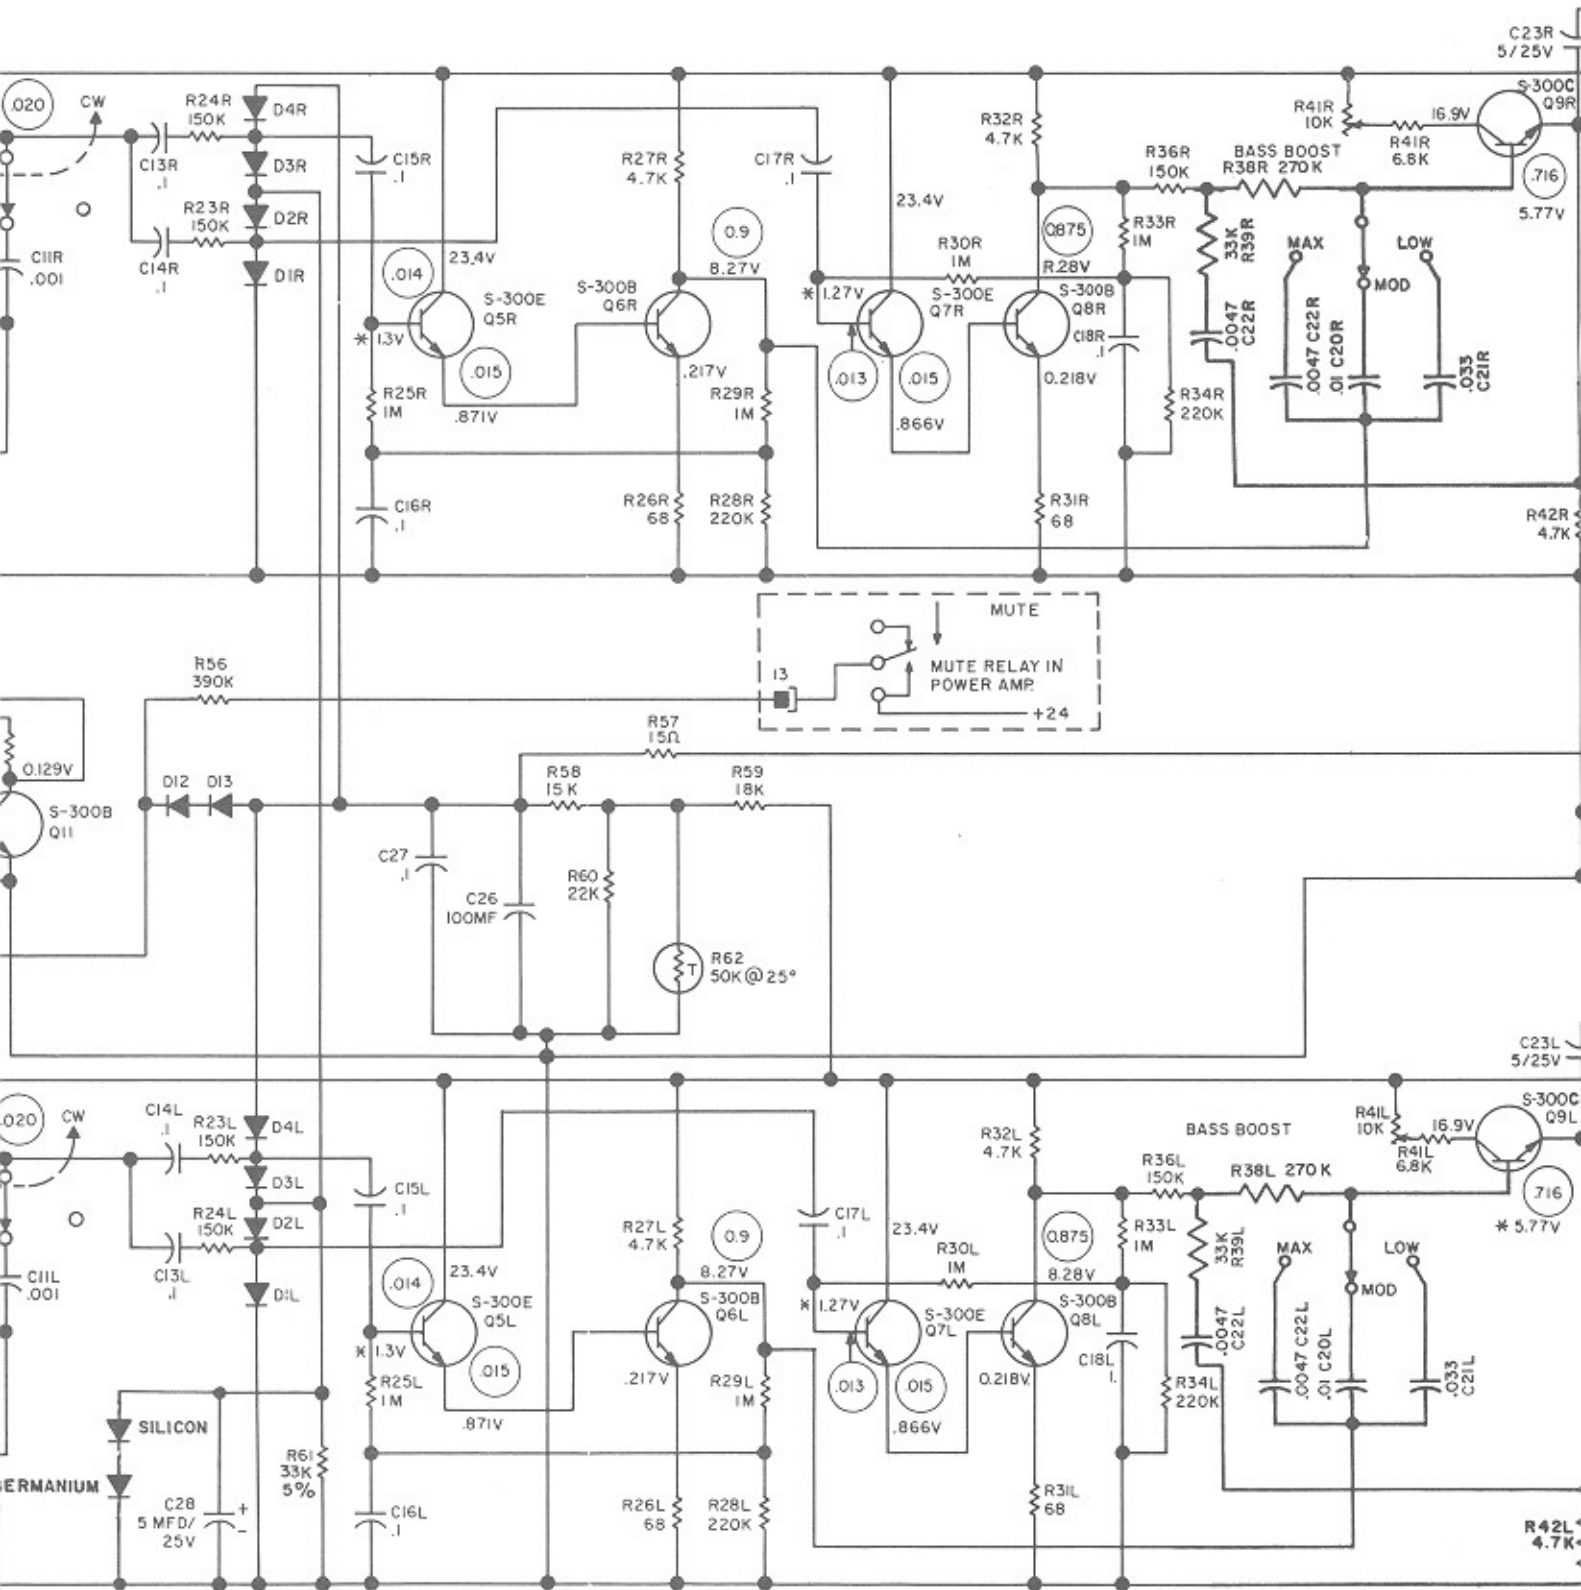 C23R
5/25V
.020
CW
R24R
150K
D4R
C13R
.1
D3R
R23R
150K
D2R
C14R
.1
D1R
C11R
.001
C15R
.1
R27R
4.7K
C17R
.1
R32R
4.7K
23.4V
R36R
150K
BASS BOOST
R38R 270K
R41R
10K
16.9V
R41R
6.8K
S-300C
Q9R
.716
5.77V
23.4V
.014
S-300E
Q5R
* 1.3V
.015
.871V
S-300B
Q6R
0.9
8.27V
.217V
R30R
1M
* 1.27V
S-300E
Q7R
.013
.015
.866V
0.875
R.28V
S-300B
Q8R
0.218V
R33R
1M
C18R
.1
R34R
220K
33K
R39R
.0047
C22R
MAX
LOW
MOD
.0047 C22R
.01 C20R
.033
C21R
R25R
1M
R29R
1M
C16R
.1
R26R
68
R28R
220K
R31R
68
R42R
4.7K
MUTE
MUTE RELAY IN
POWER AMP.
+24
13
R56
390K
R57
15Ω
0.129V
S-300B
Q11
D12
D13
R58
15K
R59
18K
C27
.1
C26
100MF
R60
22K
R62
50K@25°
T
C23L
5/25V
.020
CW
C14L
.1
R23L
150K
D4L
D3L
R24L
150K
D2L
C13L
.1
D1L
C11L
.001
C15L
.1
R27L
4.7K
C17L
.1
R32L
4.7K
23.4V
R36L
150K
BASS BOOST
R38L 270K
R41L
10K
16.9V
R41L
6.8K
S-300C
Q9L
.716
* 5.77V
.014
23.4V
S-300E
Q5L
* 1.3V
.015
.871V
0.9
8.27V
S-300B
Q6L
.217V
R30L
1M
* 1.27V
S-300E
Q7L
.013
.015
.866V
0.875
8.28V
S-300B
Q8L
0.218V
R33L
1M
C18L
1.
R34L
220K
33K
R39L
.0047
C22L
MAX
LOW
MOD
.0047 C22L
.01 C20L
.033
C21L
R25L
1M
R29L
1M
SILICON
ERMANIUM
C28
5 MFD/
25V
+
-
R61
33K
5%
C16L
.1
R26L
68
R28L
220K
R31L
68
R42L
4.7K